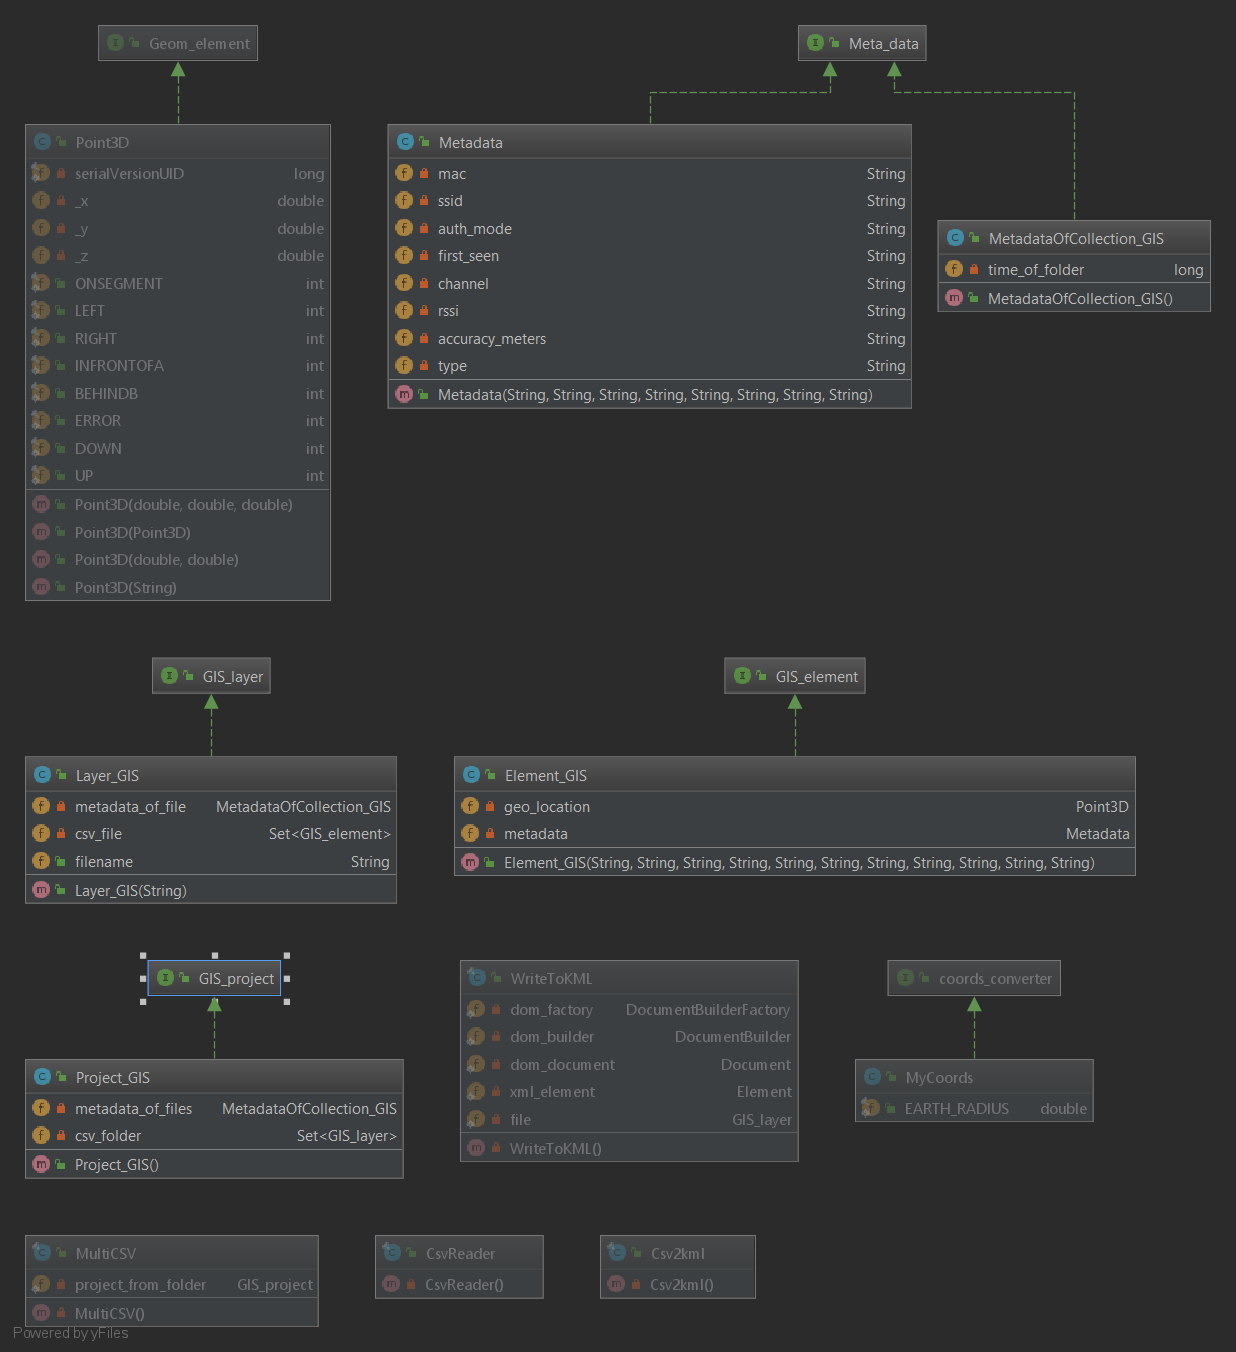 Geom_element
Meta_data
Point3D
serialVersionUID long
_x double
_y double
_z double
ONSEGMENT int
LEFT int
RIGHT int
INFRONTOFA int
BEHINDB int
ERROR int
DOWN int
UP int
Point3D(double, double, double)
Point3D(Point3D)
Point3D(double, double)
Point3D(String)
Metadata
mac String
ssid String
auth_mode String
first_seen String
channel String
rssi String
accuracy_meters String
type String
Metadata(String, String, String, String, String, String, String, String)
MetadataOfCollection_GIS
time_of_folder long
MetadataOfCollection_GIS()
GIS_layer
GIS_element
Layer_GIS
metadata_of_file MetadataOfCollection_GIS
csv_file Set<GIS_element>
filename String
Layer_GIS(String)
Element_GIS
geo_location Point3D
metadata Metadata
Element_GIS(String, String, String, String, String, String, String, String, String, String, String)
GIS_project
Project_GIS
metadata_of_files MetadataOfCollection_GIS
csv_folder Set<GIS_layer>
Project_GIS()
WriteToKML
dom_factory DocumentBuilderFactory
dom_builder DocumentBuilder
dom_document Document
xml_element Element
file GIS_layer
WriteToKML()
coords_converter
MyCoords
EARTH_RADIUS double
MultiCSV
project_from_folder GIS_project
MultiCSV()
CsvReader
CsvReader()
Csv2kml
Csv2kml()
Powered by yFiles